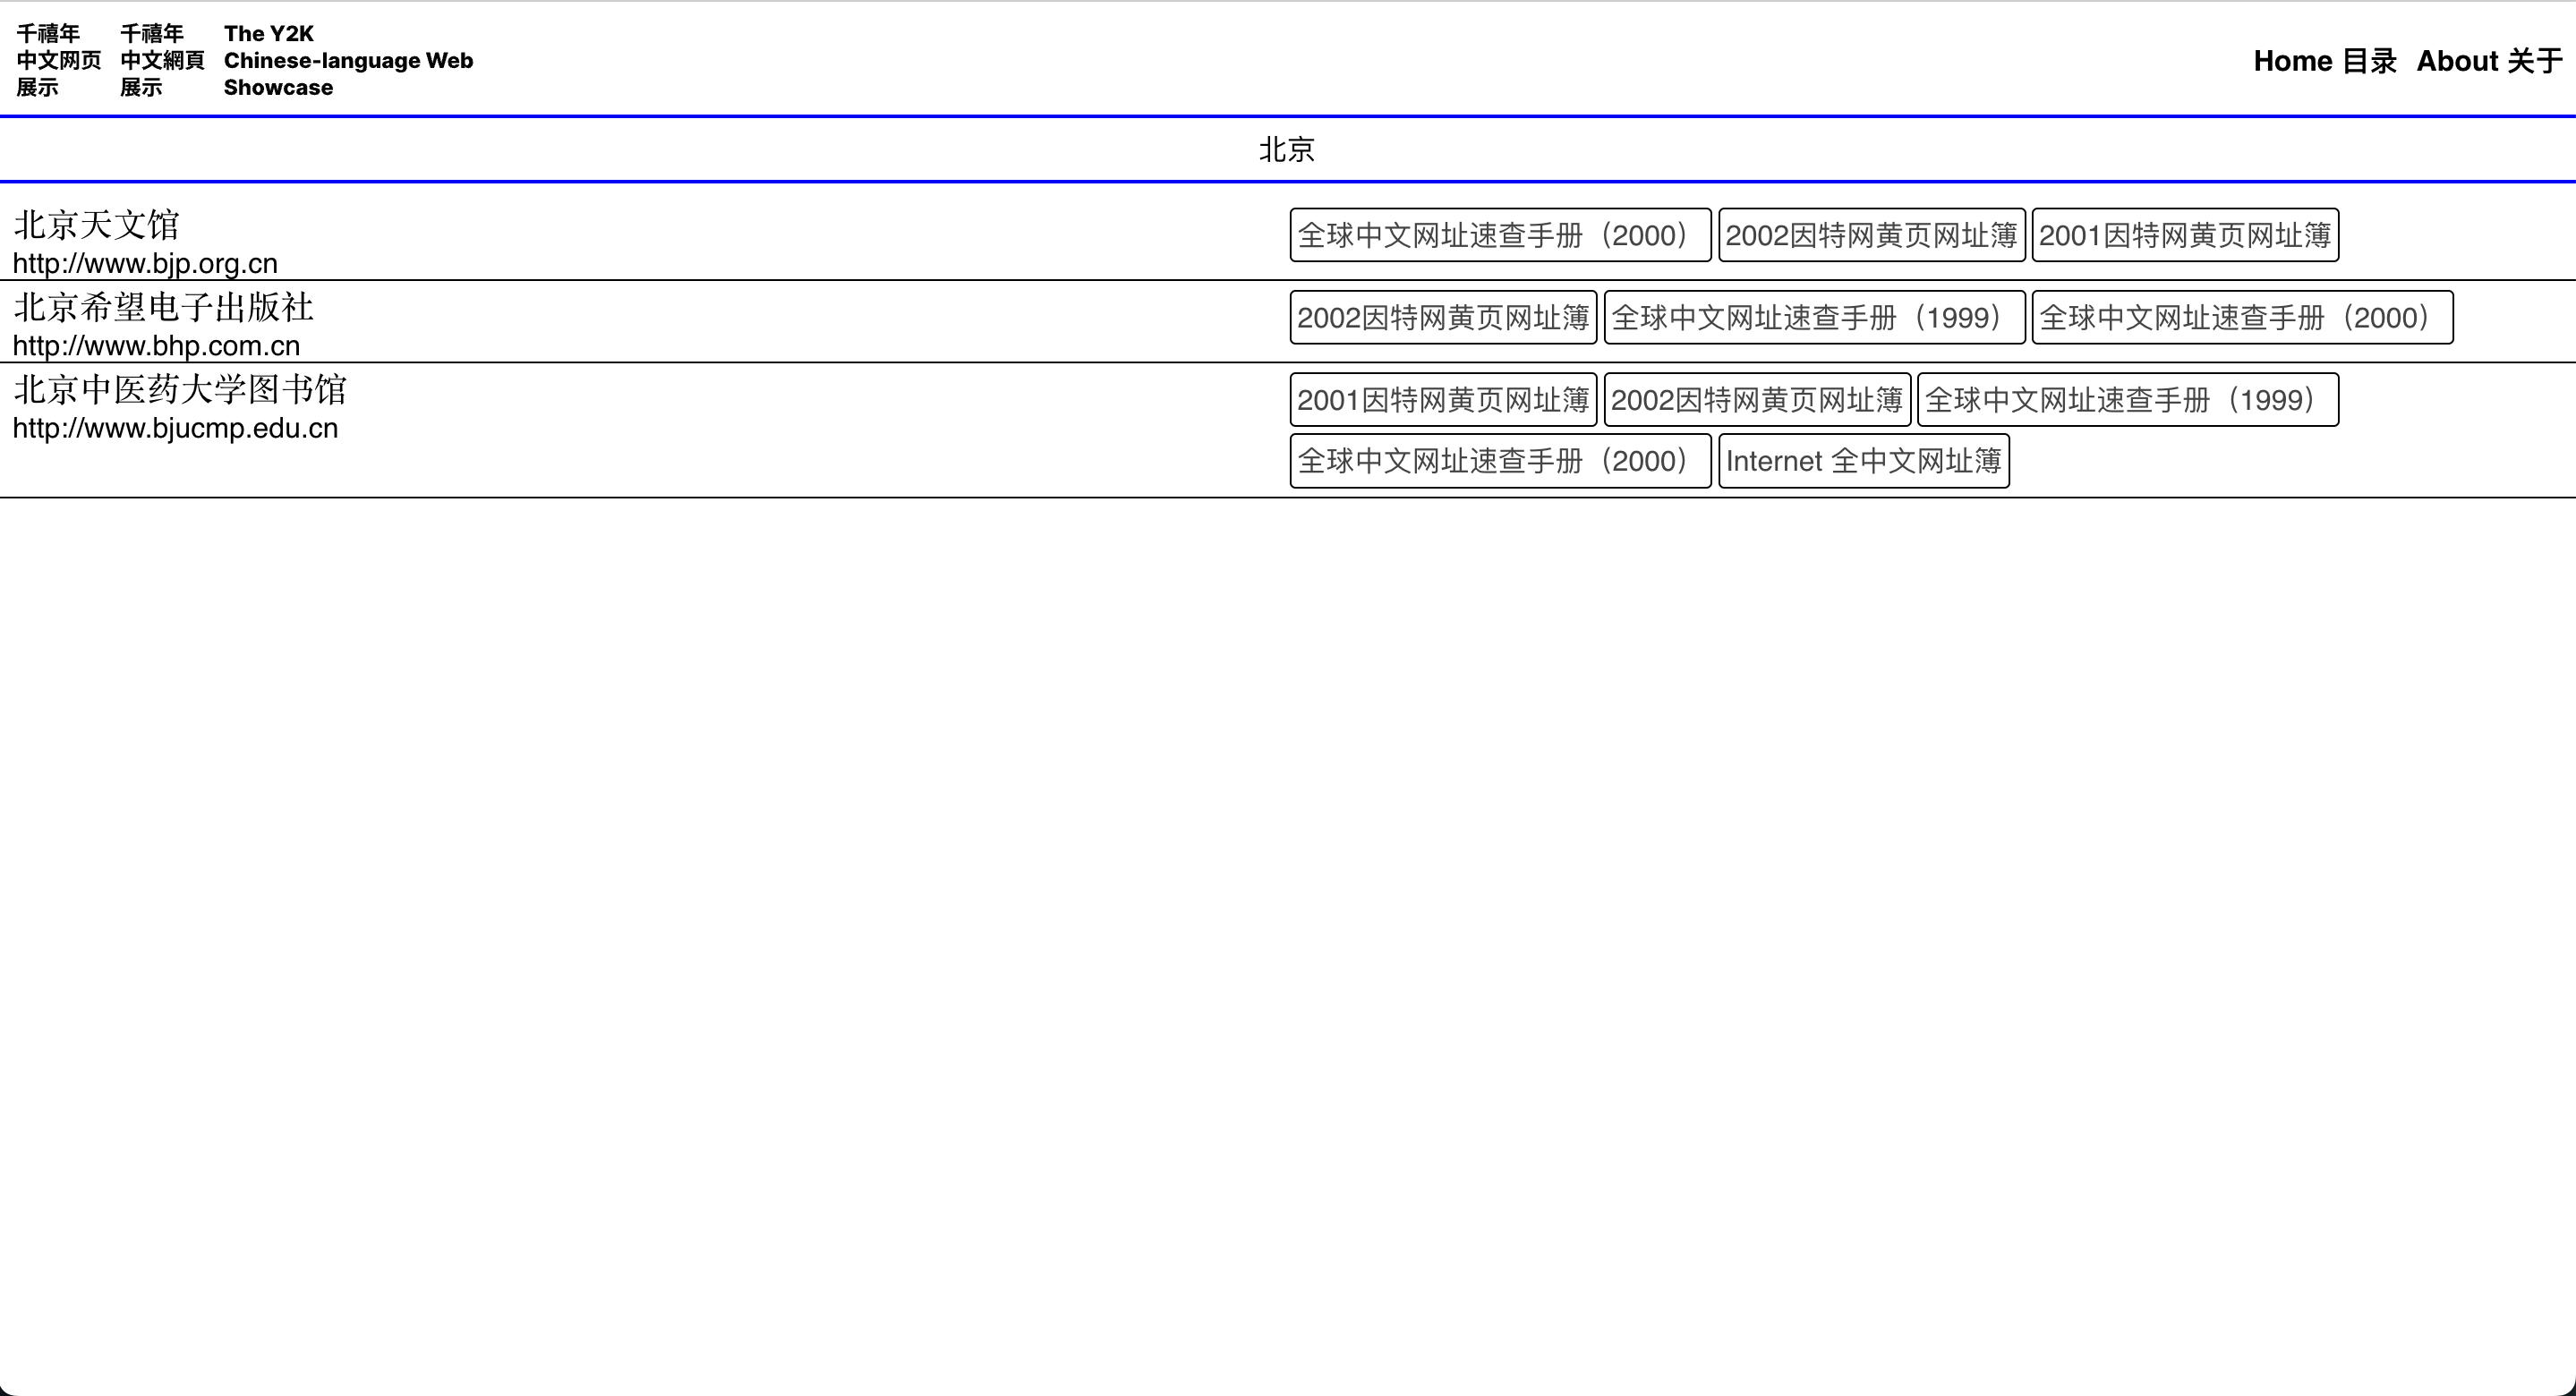 千禧年
中文网页
展示
千禧年
中文網頁
展示
The Y2K
Chinese-language Web
Showcase
Home 目录 About 关于
北京
北京天文馆
http://www.bjp.org.cn
全球中文网址速查手册（2000） 2002因特网黄页网址簿 2001因特网黄页网址簿
北京希望电子出版社
http://www.bhp.com.cn
2002因特网黄页网址簿 全球中文网址速查手册（1999） 全球中文网址速查手册（2000）
北京中医药大学图书馆
http://www.bjucmp.edu.cn
2001因特网黄页网址簿 2002因特网黄页网址簿 全球中文网址速查手册（1999）
全球中文网址速查手册（2000） Internet 全中文网址簿